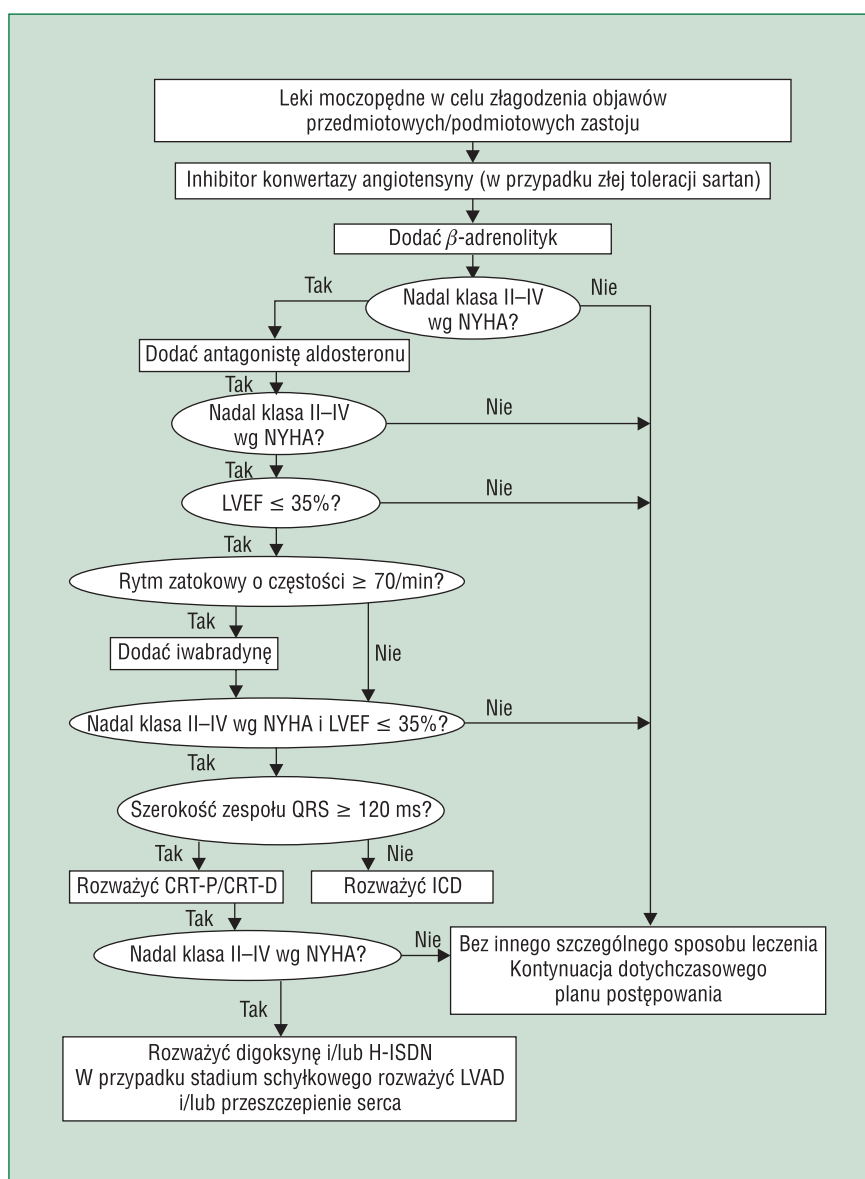 Leki moczopędne w celu złagodzenia objawów
przedmiotowych/podmiotowych zastoju
Inhibitor konwertazy angiotensyny (w przypadku złej toleracji sartan)
Dodać β-adrenolityk
Nadal klasa II–IV
wg NYHA?
Tak
Nie
Dodać antagonistę aldosteronu
Tak
Nadal klasa II–IV
wg NYHA?
Nie
Tak
LVEF ≤ 35%?
Nie
Tak
Rytm zatokowy o częstości ≥ 70/min?
Tak
Dodać iwabradynę
Nie
Nadal klasa II–IV wg NYHA i LVEF ≤ 35%?
Nie
Tak
Szerokość zespołu QRS ≥ 120 ms?
Tak
Nie
Rozważyć CRT-P/CRT-D
Rozważyć ICD
Tak
Nadal klasa II–IV wg NYHA?
Nie
Bez innego szczególnego sposobu leczenia
Kontynuacja dotychczasowego
planu postępowania
Tak
Rozważyć digoksynę i/lub H-ISDN
W przypadku stadium schyłkowego rozważyć LVAD
i/lub przeszczepienie serca